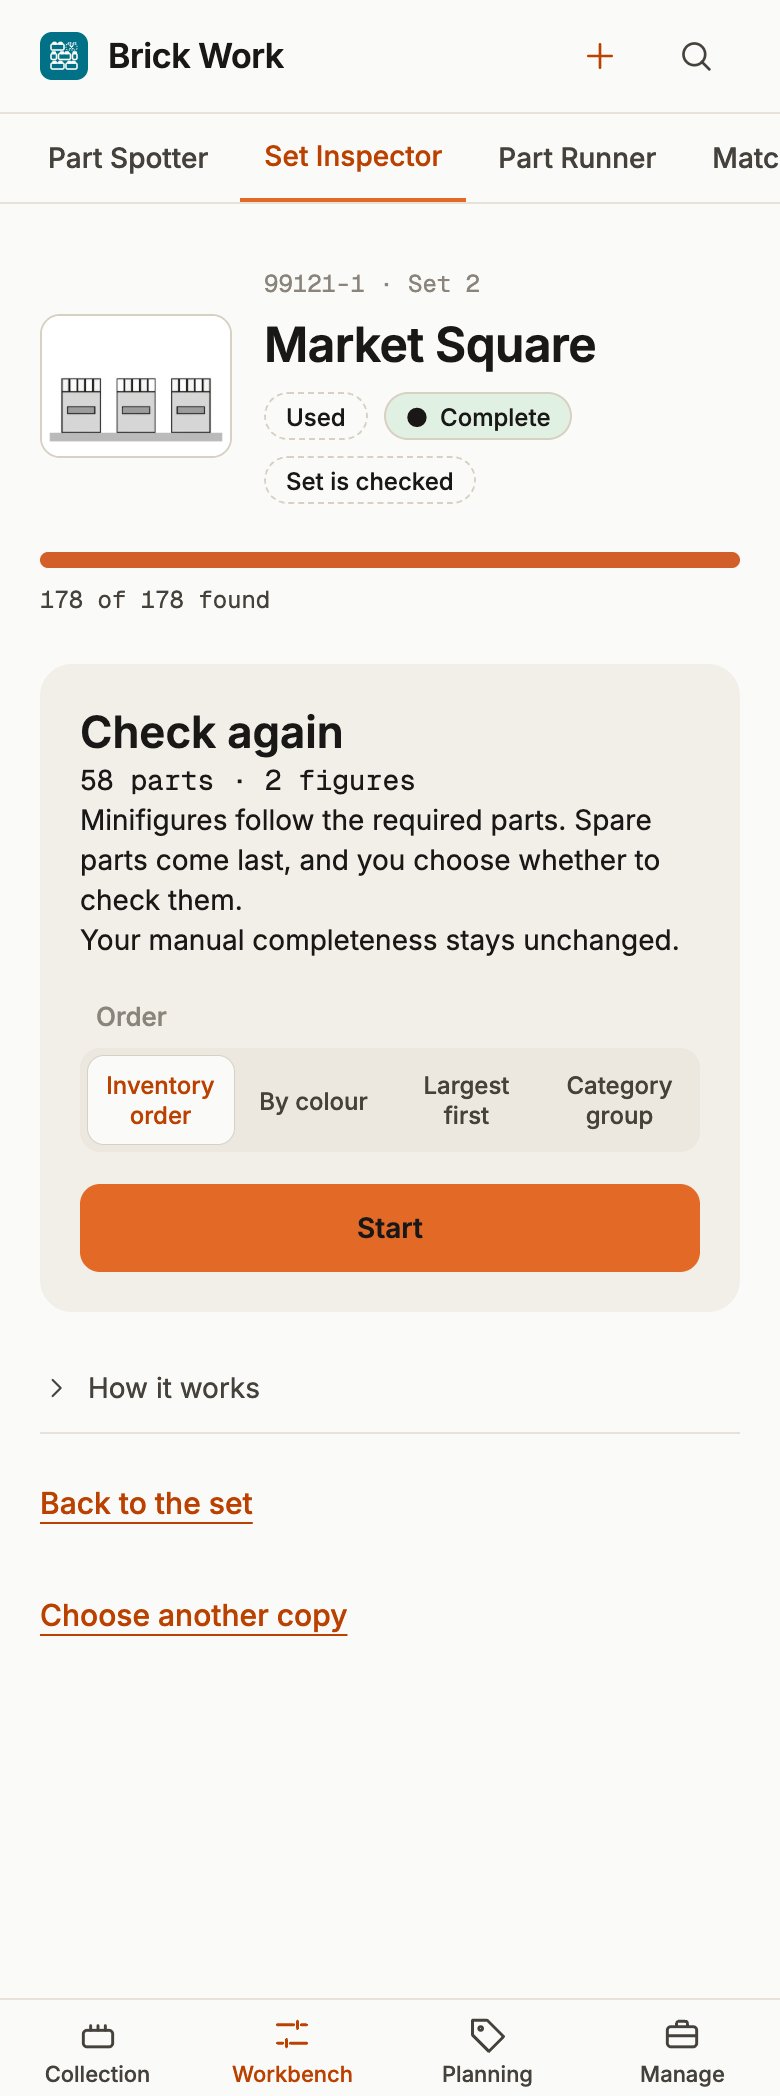 Brick Work
Part Spotter
Set Inspector
Part Runner
Matc
99121-1 · Set 2
Market Square
Used
Complete
Set is checked
178 of 178 found
Check again
58 parts · 2 figures
Minifigures follow the required parts. Spare
parts come last, and you choose whether to
check them.
Your manual completeness stays unchanged.
Order
Inventory
order
By colour
Largest
first
Category
group
Start
How it works
Back to the set
Choose another copy
Collection
Workbench
Planning
Manage